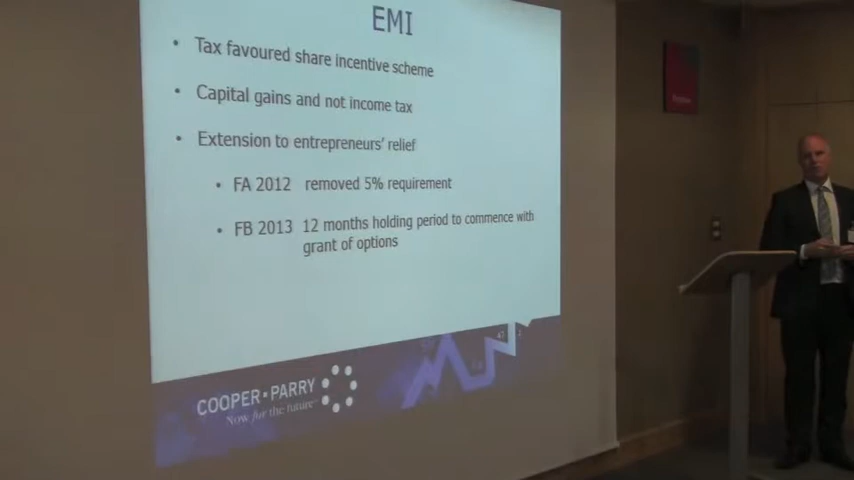 EMI
• Tax favoured share incentive scheme
• Capital gains and not income tax
• Extension to entrepreneurs' relief
• FA 2012 removed 5% requirement
• FB 2013 12 months holding period to commence with
grant of options
COOPER • PARRY
Now for the future